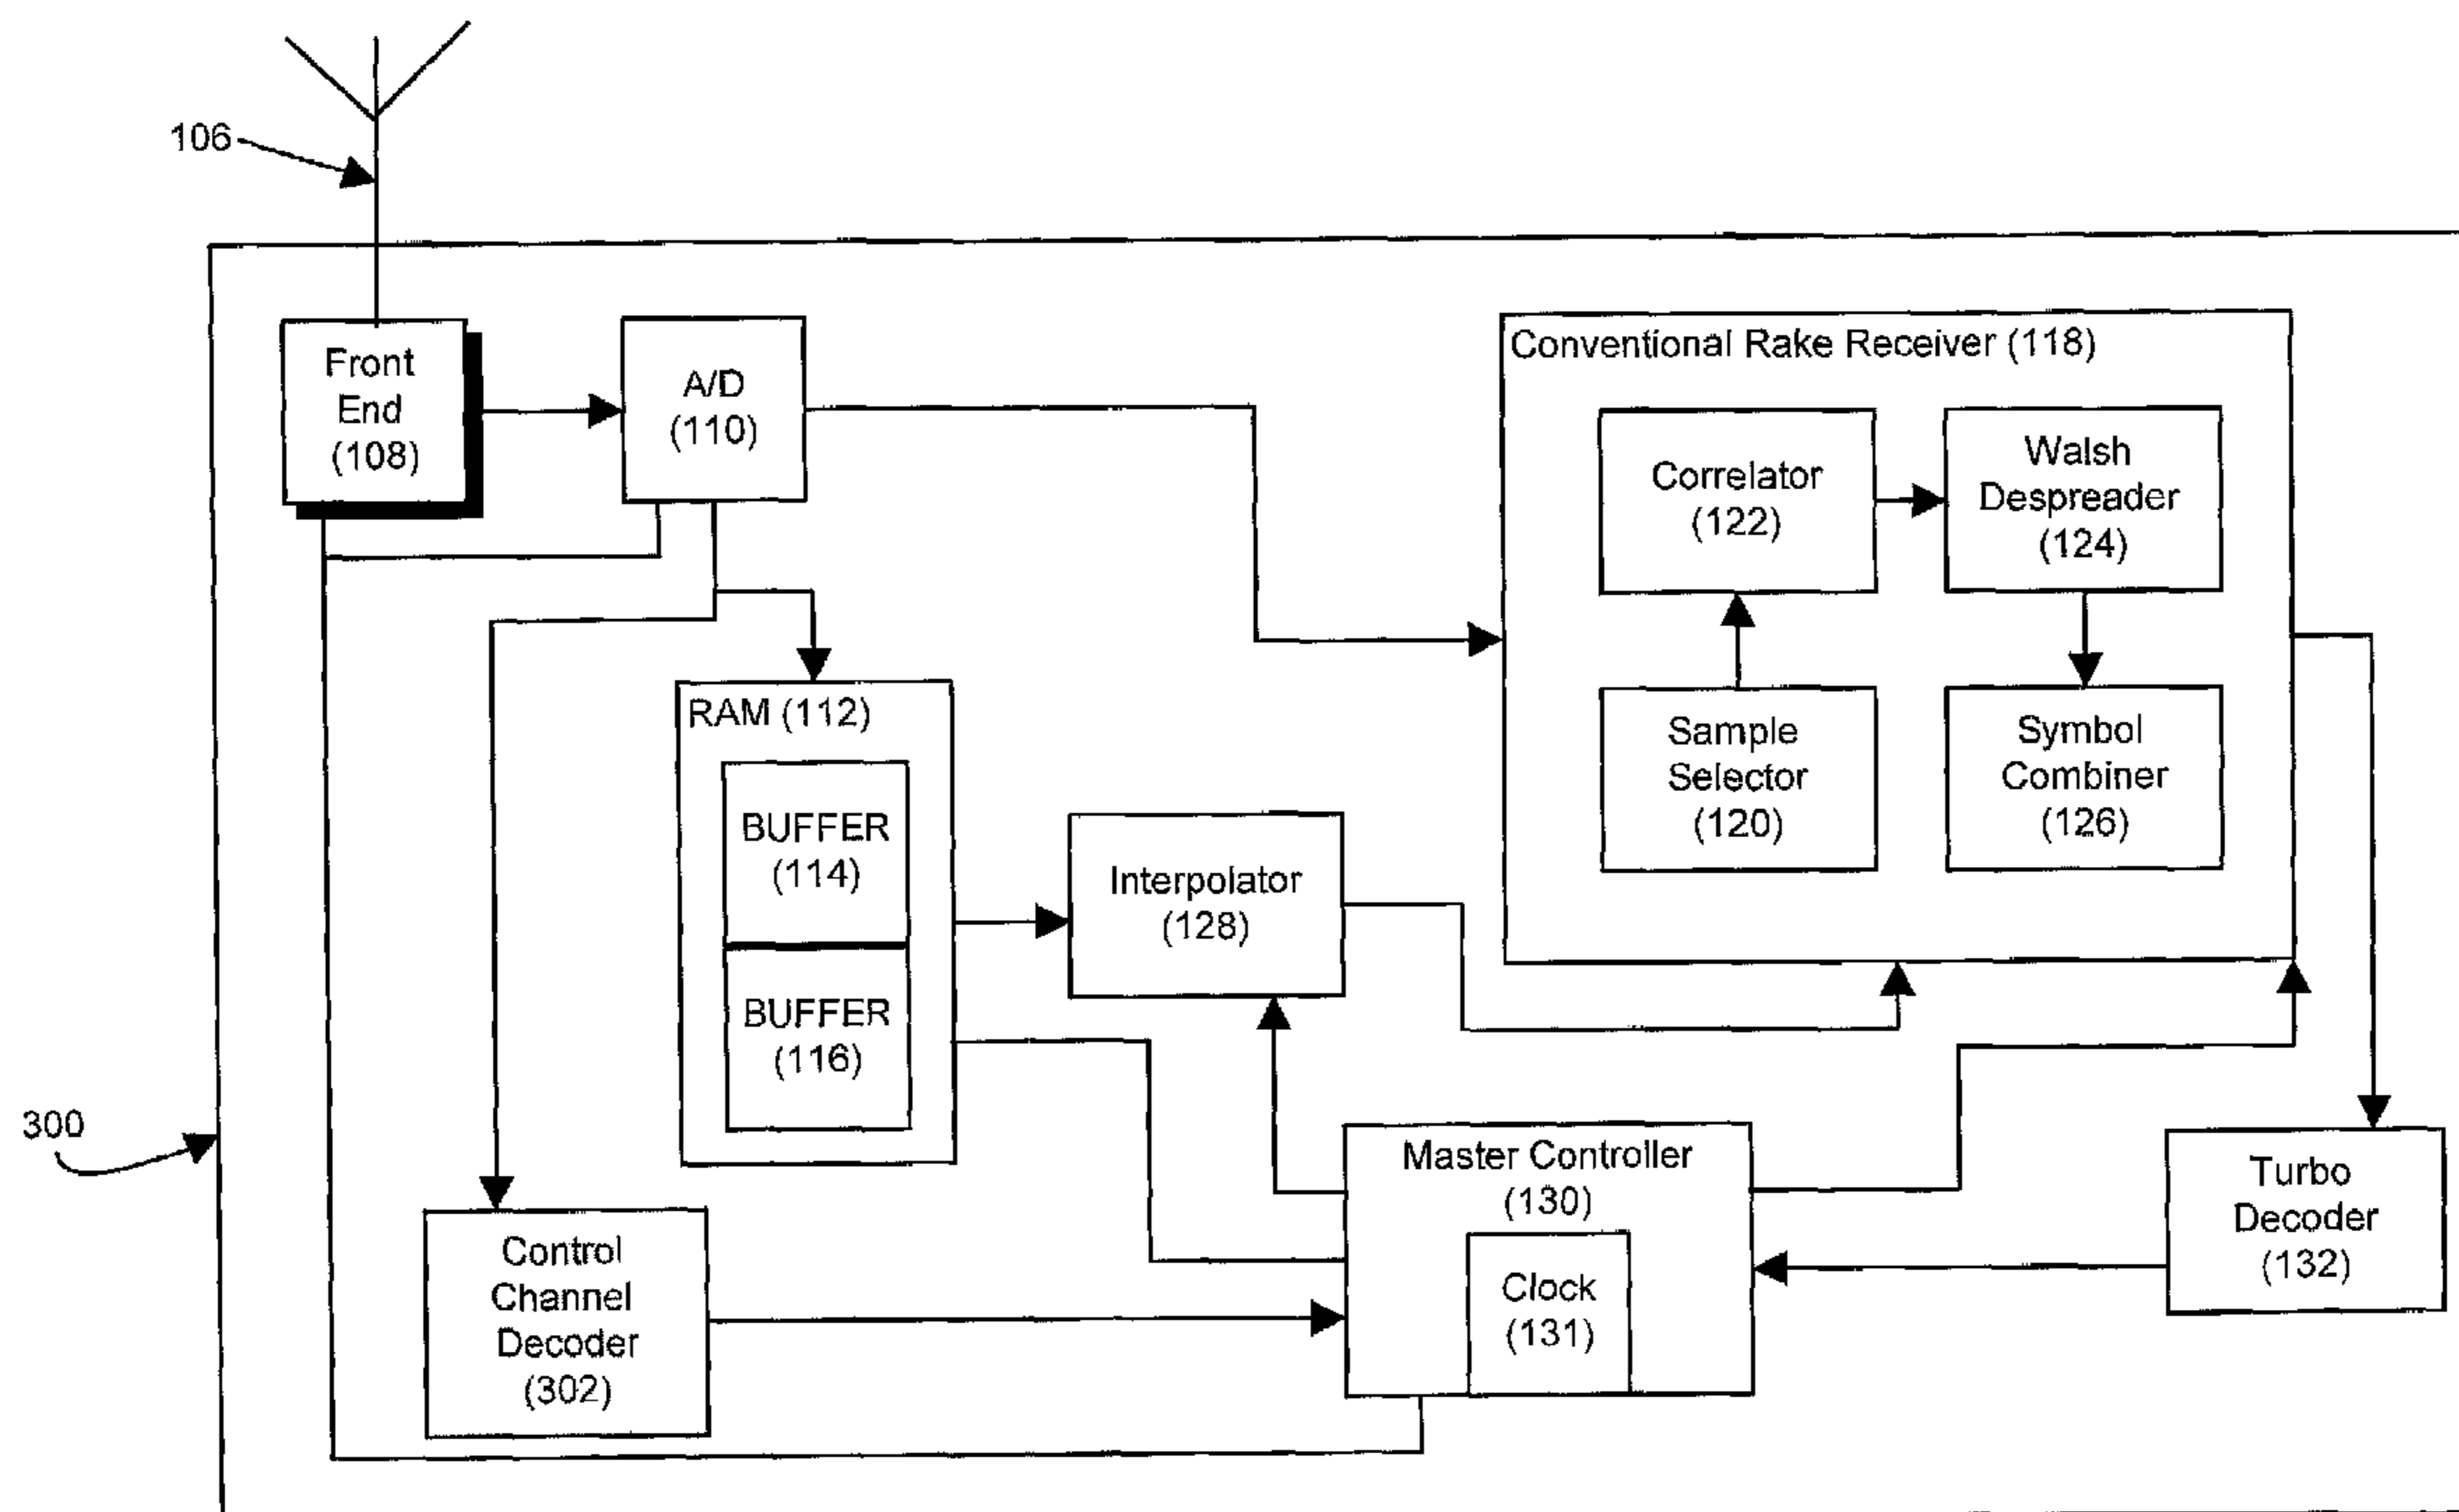 106
Front
End
(108)
A/D
(110)
Conventional Rake Receiver (118)
Correlator
(122)
Walsh
Despreader
(124)
Sample
Selector
(120)
Symbol
Combiner
(126)
RAM (112)
BUFFER
(114)
BUFFER
(116)
Interpolator
(128)
300
Control
Channel
Decoder
(302)
Master Controller
(130)
Clock
(131)
Turbo
Decoder
(132)